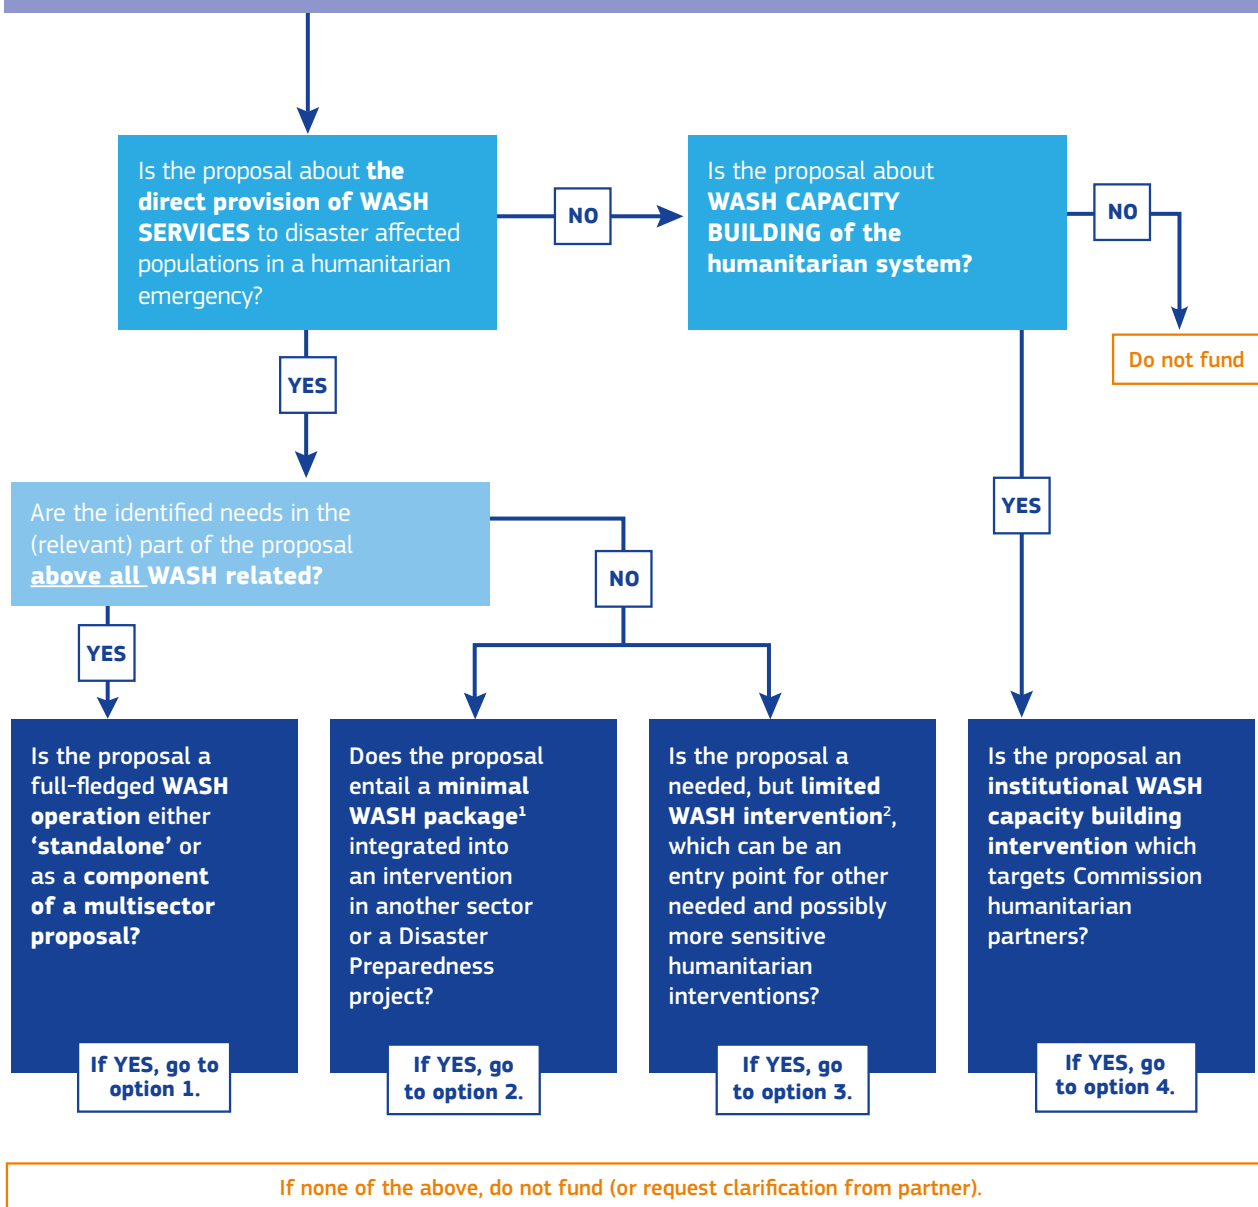 Is the proposal about the
direct provision of WASH
SERVICES to disaster affected
populations in a humanitarian
emergency?
NO
Is the proposal about
WASH CAPACITY
BUILDING of the
humanitarian system?
NO
Do not fund
YES
Are the identified needs in the
(relevant) part of the proposal
above all WASH related?
NO
YES
YES
Is the proposal a
full-fledged WASH
operation either
‘standalone’ or
as a component
of a multisector
proposal?
If YES, go to
option 1.
Does the proposal
entail a minimal
WASH package1
integrated into
an intervention
in another sector
or a Disaster
Preparedness
project?
If YES, go
to option 2.
Is the proposal a
needed, but limited
WASH intervention2,
which can be an
entry point for other
needed and possibly
more sensitive
humanitarian
interventions?
If YES, go
to option 3.
Is the proposal an
institutional WASH
capacity building
intervention which
targets Commission
humanitarian
partners?
If YES, go
to option 4.
If none of the above, do not fund (or request clarification from partner).